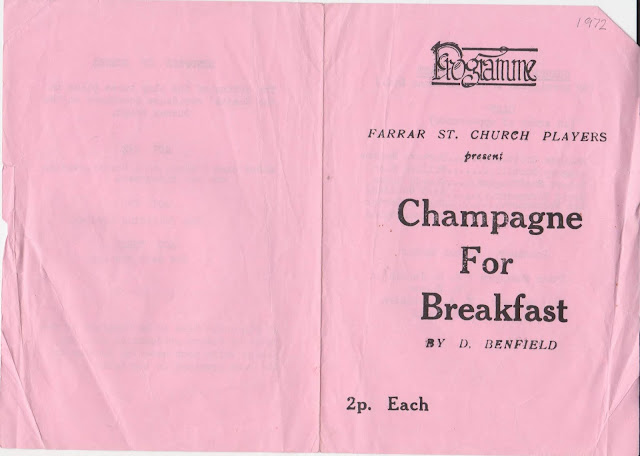 1972
Programme
FARRAR ST. CHURCH PLAYERS
present
Champagne
For
Breakfast
BY D. BENFIELD
2p. Each